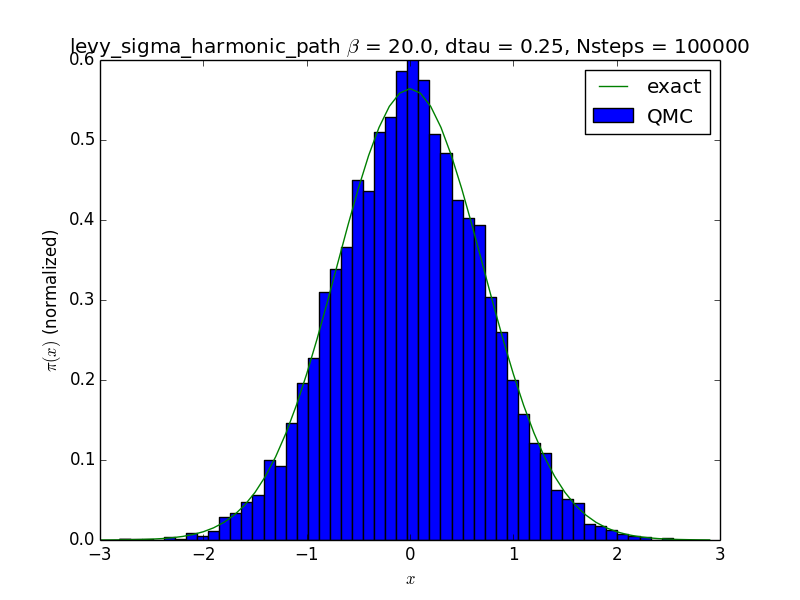 levy_sigma_harmonic_path β = 20.0, dtau = 0.25, Nsteps = 100000
exact
QMC
π(x) (normalized)
0.6
0.5
0.4
0.3
0.2
0.1
0.0
−3 −2 −1 0 1 2 3
x